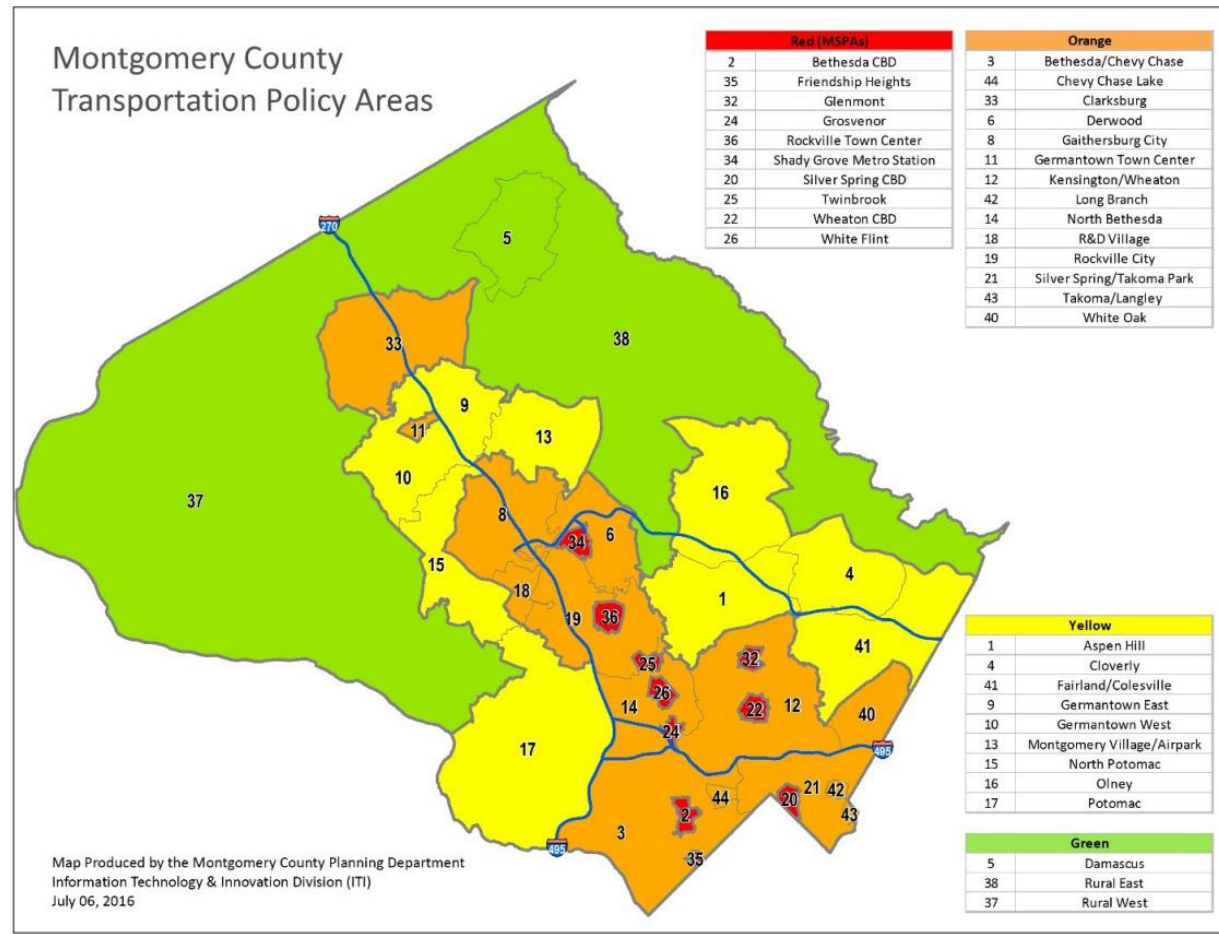 Montgomery County
Transportation Policy Areas
Red (MSPAs)
2 Bethesda CBD
35 Friendship Heights
32 Glenmont
24 Grosvenor
36 Rockville Town Center
34 Shady Grove Metro Station
20 Silver Spring CBD
25 Twinbrook
22 Wheaton CBD
26 White Flint
Orange
3 Bethesda/Chevy Chase
44 Chevy Chase Lake
33 Clarksburg
6 Derwood
8 Gaithersburg City
11 Germantown Town Center
12 Kensington/Wheaton
42 Long Branch
14 North Bethesda
18 R&D Village
19 Rockville City
21 Silver Spring/Takoma Park
43 Takoma/Langley
40 White Oak
270
5
38
33
9
11
13
10
37
16
8
34
6
15
18
4
1
19
36
41
32
25
26
22
12
14
40
24
17
495
44
21
42
20
2
43
3
495
35
Yellow
1 Aspen Hill
4 Cloverly
41 Fairland/Colesville
9 Germantown East
10 Germantown West
13 Montgomery Village/Airpark
15 North Potomac
16 Olney
17 Potomac
Green
5 Damascus
38 Rural East
37 Rural West
Map Produced by the Montgomery County Planning Department
Information Technology & Innovation Division (ITI)
July 06, 2016